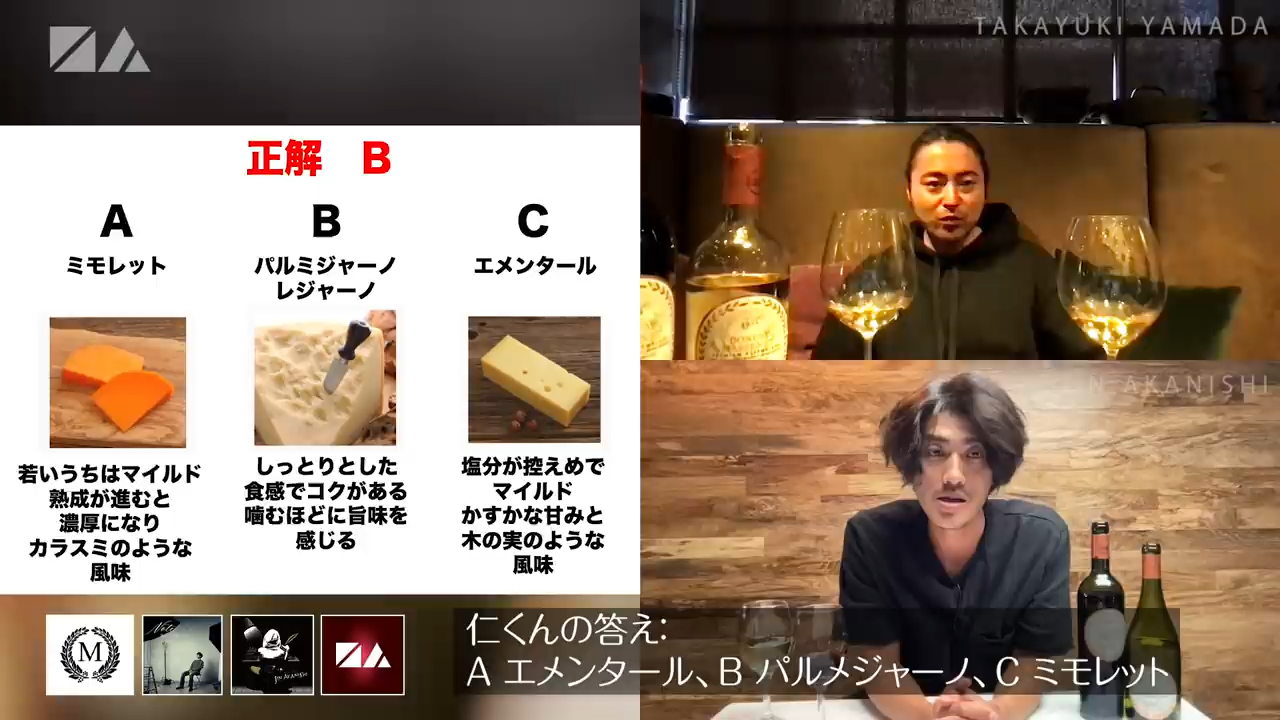 TAKAYUKI YAMADA
正解 B
A
ミモレット
若いうちはマイルド
熟成が進むと
濃厚になり
カラスミのような
風味
B
パルミジャーノ
レジャーノ
しっとりとした
食感でコクがある
噛むほどに旨味を
感じる
C
エメンタール
塩分が控えめで
マイルド
かすかな甘みと
木の実のような
風味
N AKANISHI
M
Note
JIN AKANISHI
仁くんの答え:
A エメンタール、B パルメジャーノ、C ミモレット